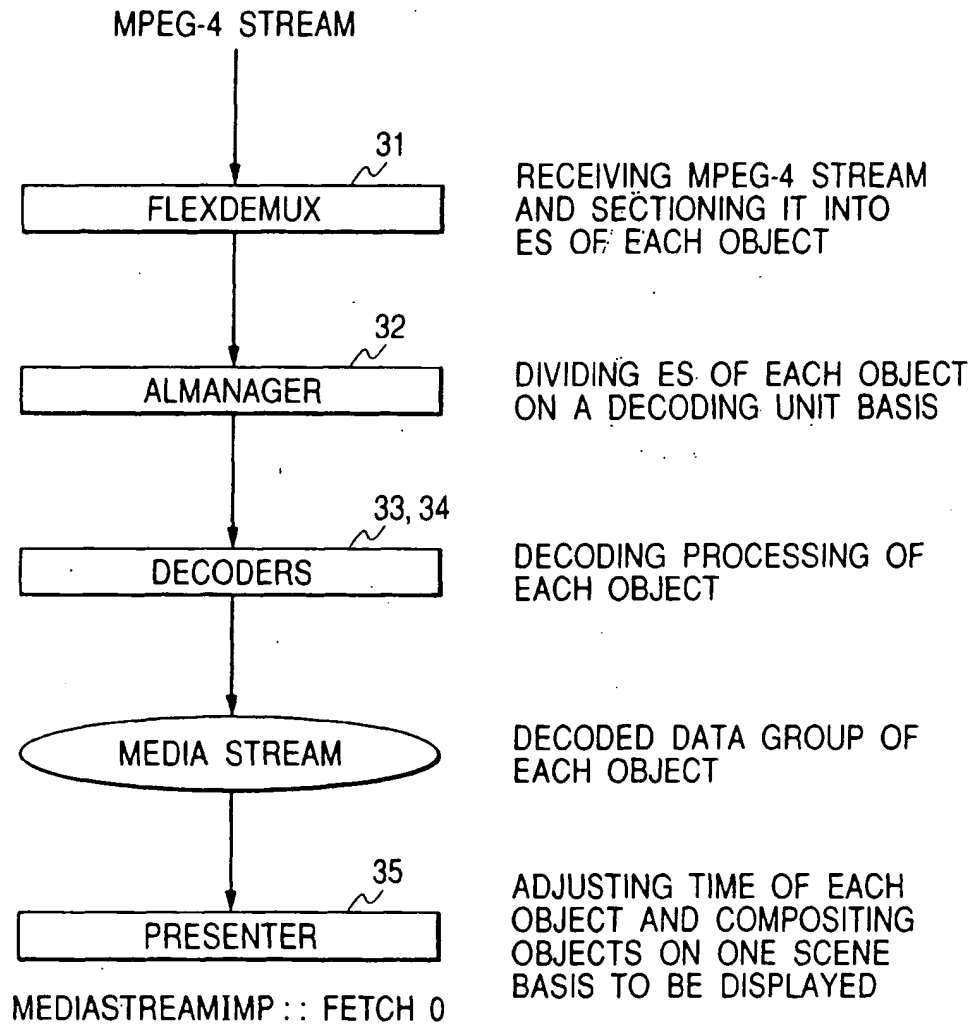 MPEG-4 STREAM
31
FLEXDEMUX
RECEIVING MPEG-4 STREAM
AND SECTIONING IT INTO
ES OF EACH OBJECT
32
ALMANAGER
DIVIDING ES OF EACH OBJECT
ON A DECODING UNIT BASIS
33, 34
DECODERS
DECODING PROCESSING OF
EACH OBJECT
MEDIA STREAM
DECODED DATA GROUP OF
EACH OBJECT
35
PRESENTER
ADJUSTING TIME OF EACH
OBJECT AND COMPOSITING
OBJECTS ON ONE SCENE
BASIS TO BE DISPLAYED
MEDIASTREAMIMP :: FETCH 0